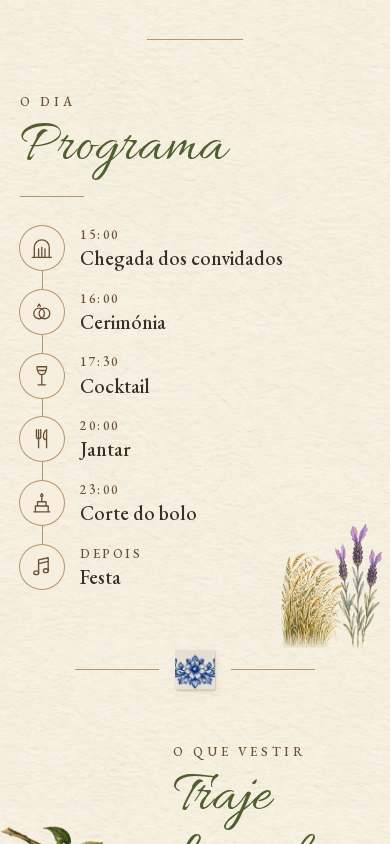 O DIA
Programa
15:00
Chegada dos convidados
16:00
Cerimónia
17:30
Cocktail
20:00
Jantar
23:00
Corte do bolo
DEPOIS
Festa
O QUE VESTIR
Traje